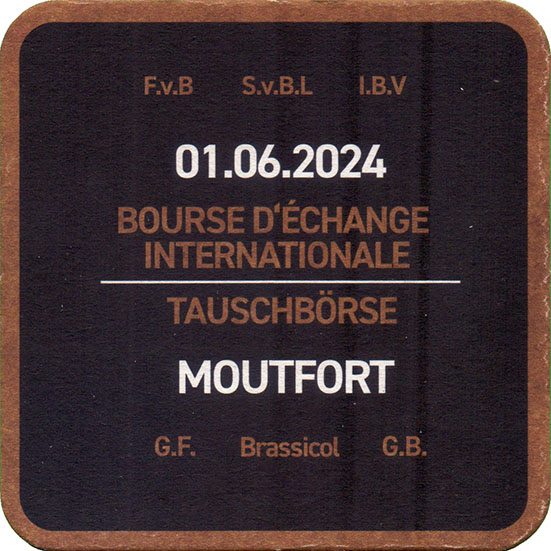 F.v.B S.v.B.L I.B.V
01.06.2024
BOURSE D'ÉCHANGE
INTERNATIONALE
TAUSCHBÖRSE
MOUTFORT
G.F. Brassicol G.B.